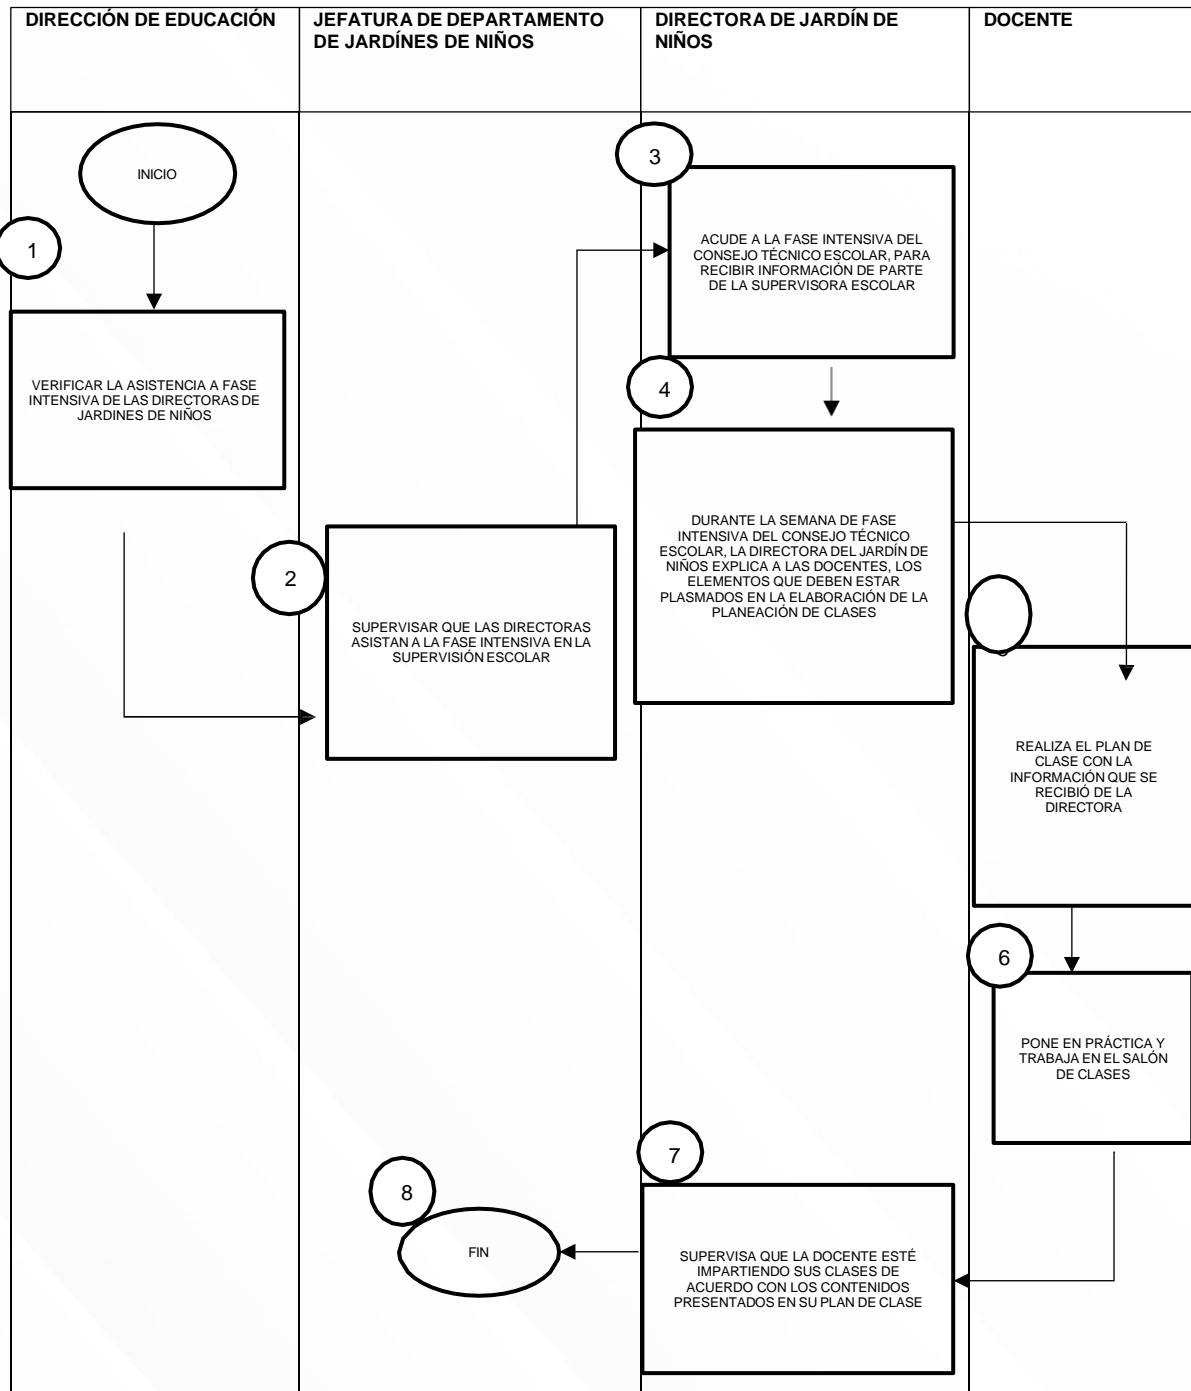 DIRECCIÓN DE EDUCACIÓN
JEFATURA DE DEPARTAMENTO
DE JARDÍNES DE NIÑOS
DIRECTORA DE JARDÍN DE
NIÑOS
DOCENTE
INICIO
1
VERIFICAR LA ASISTENCIA A FASE
INTENSIVA DE LAS DIRECTORAS DE
JARDINES DE NIÑOS
2
SUPERVISAR QUE LAS DIRECTORAS
ASISTAN A LA FASE INTENSIVA EN LA
SUPERVISIÓN ESCOLAR
3
ACUDE A LA FASE INTENSIVA DEL
CONSEJO TÉCNICO ESCOLAR, PARA
RECIBIR INFORMACIÓN DE PARTE
DE LA SUPERVISORA ESCOLAR
4
DURANTE LA SEMANA DE FASE
INTENSIVA DEL CONSEJO TÉCNICO
ESCOLAR, LA DIRECTORA DEL JARDÍN DE
NIÑOS EXPLICA A LAS DOCENTES, LOS
ELEMENTOS QUE DEBEN ESTAR
PLASMADOS EN LA ELABORACIÓN DE LA
PLANEACIÓN DE CLASES
REALIZA EL PLAN DE
CLASE CON LA
INFORMACIÓN QUE SE
RECIBIÓ DE LA
DIRECTORA
6
PONE EN PRÁCTICA Y
TRABAJA EN EL SALÓN
DE CLASES
7
SUPERVISA QUE LA DOCENTE ESTÉ
IMPARTIENDO SUS CLASES DE
ACUERDO CON LOS CONTENIDOS
PRESENTADOS EN SU PLAN DE CLASE
8
FIN